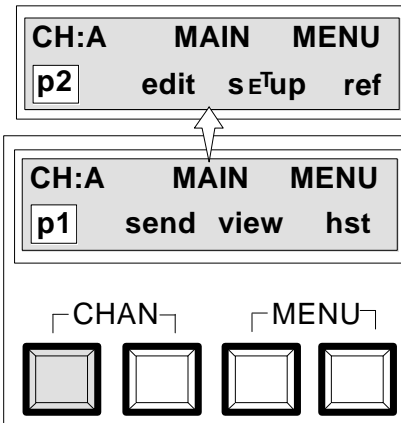 CH:A MAIN MENU
p2 edit sETup ref
CH:A MAIN MENU
p1 send view hst
CHAN MENU